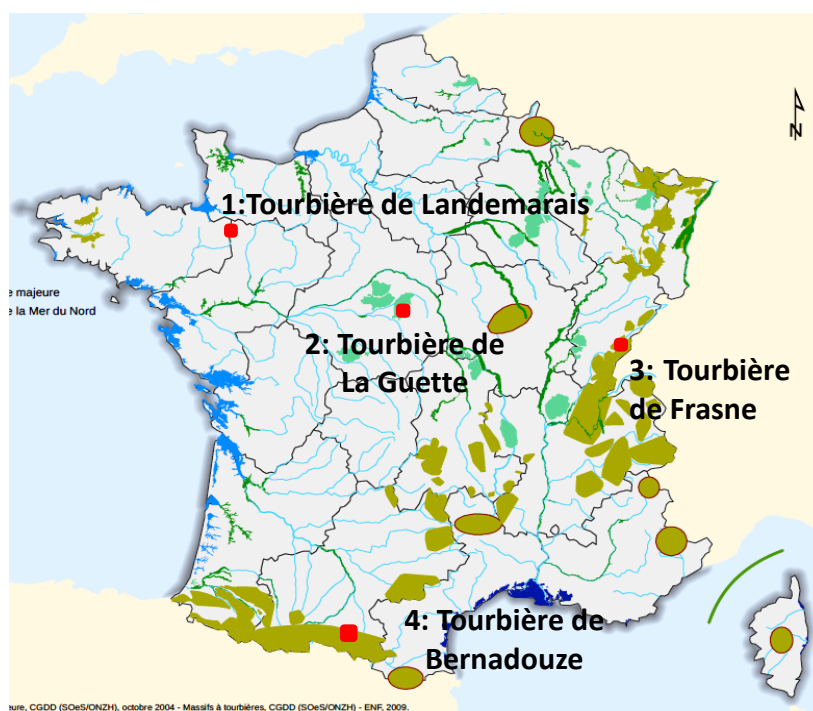 N
1:Tourbière de Landemarais
e majeure
e la Mer du Nord
2: Tourbière de
La Guette
3: Tourbière
de Frasne
4: Tourbière de
Bernadouze
eure, CGDD (SOeS/ONZH), octobre 2004 - Massifs à tourbières, CGDD (SOeS/ONZH) - ENF, 2009.